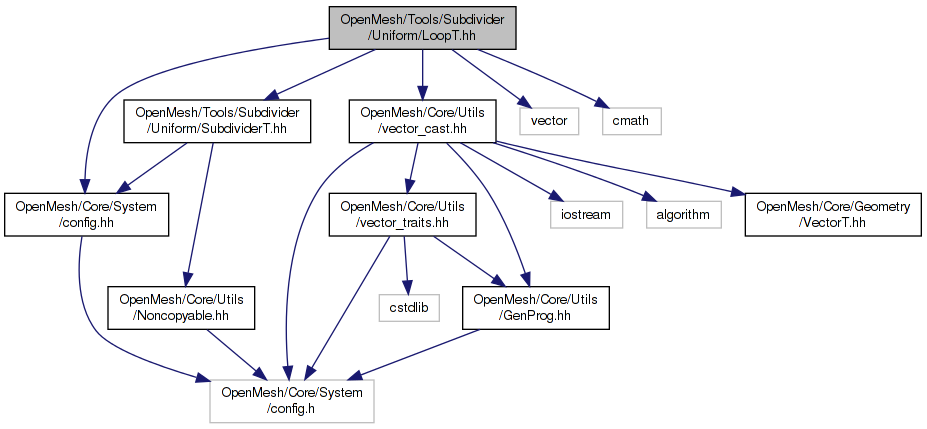 OpenMesh/Tools/Subdivider
/Uniform/LoopT.hh
OpenMesh/Tools/Subdivider
/Uniform/SubdividerT.hh
OpenMesh/Core/Utils
/vector_cast.hh
vector
cmath
OpenMesh/Core/System
/config.hh
OpenMesh/Core/Utils
/vector_traits.hh
iostream
algorithm
OpenMesh/Core/Geometry
/VectorT.hh
OpenMesh/Core/Utils
/Noncopyable.hh
cstdlib
OpenMesh/Core/Utils
/GenProg.hh
OpenMesh/Core/System
/config.h